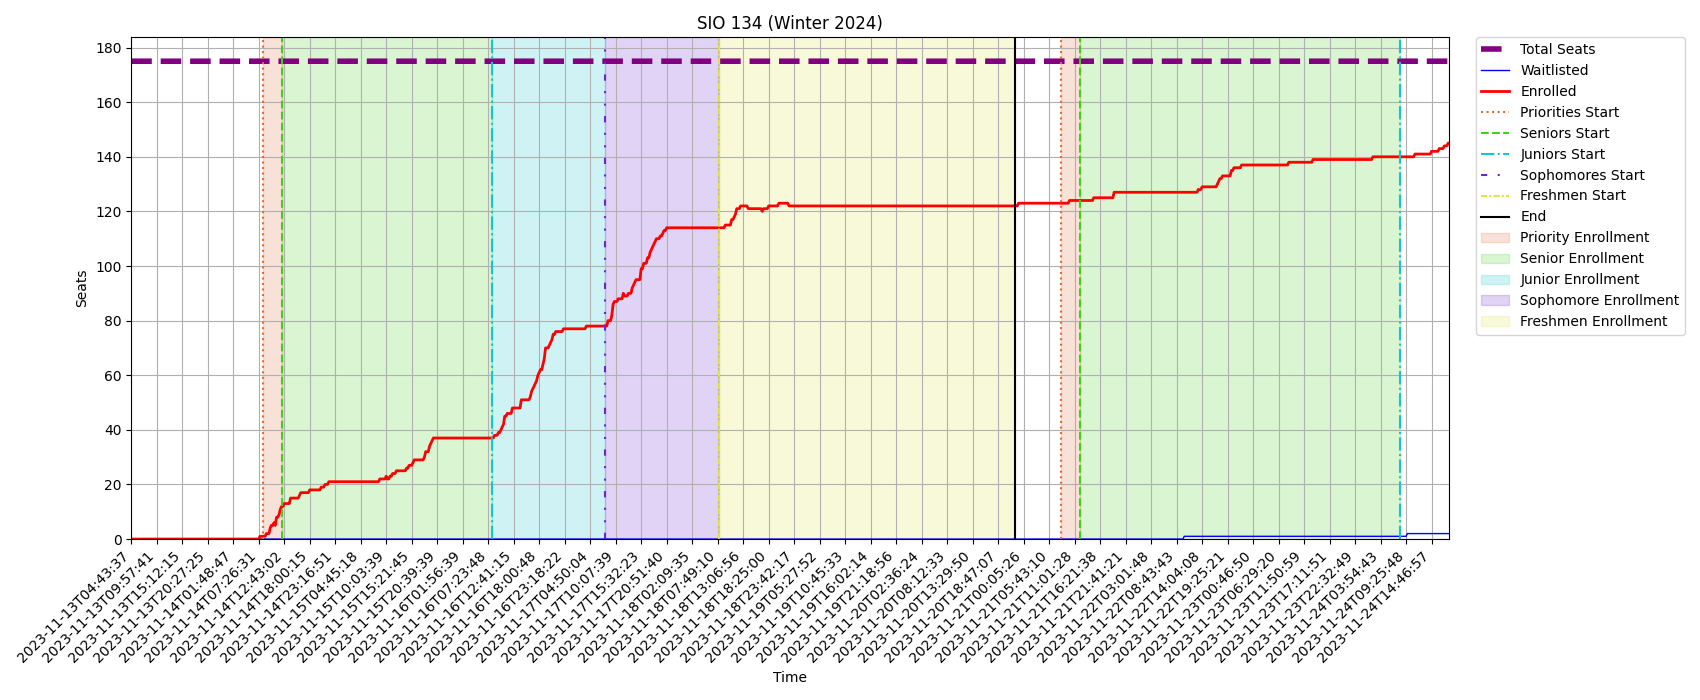 SIO 134 (Winter 2024)
180
160
140
120
100
80
60
40
20
0
Seats
2023-11-13T04:43:37
2023-11-13T09:57:41
2023-11-13T15:12:15
2023-11-13T20:27:25
2023-11-14T01:48:47
2023-11-14T07:26:31
2023-11-14T12:43:02
2023-11-14T18:00:15
2023-11-14T23:16:51
2023-11-15T04:45:18
2023-11-15T10:03:39
2023-11-15T15:21:45
2023-11-15T20:39:39
2023-11-16T01:56:39
2023-11-16T07:23:48
2023-11-16T12:41:15
2023-11-16T18:00:48
2023-11-16T23:18:22
2023-11-17T04:50:04
2023-11-17T10:07:39
2023-11-17T15:32:23
2023-11-17T20:51:40
2023-11-18T02:09:35
2023-11-18T07:49:10
2023-11-18T13:06:56
2023-11-18T18:25:00
2023-11-18T23:42:17
2023-11-19T05:27:52
2023-11-19T10:45:33
2023-11-19T16:02:14
2023-11-19T21:18:56
2023-11-20T02:36:24
2023-11-20T08:12:33
2023-11-20T13:29:50
2023-11-20T18:47:07
2023-11-21T00:05:26
2023-11-21T05:43:10
2023-11-21T11:01:28
2023-11-21T16:21:38
2023-11-21T21:41:21
2023-11-22T03:01:48
2023-11-22T08:43:43
2023-11-22T14:04:08
2023-11-22T19:25:21
2023-11-23T00:46:50
2023-11-23T06:29:20
2023-11-23T11:50:59
2023-11-23T17:11:51
2023-11-23T22:32:49
2023-11-24T03:54:43
2023-11-24T09:25:48
2023-11-24T14:46:57
Time
Total Seats
Waitlisted
Enrolled
Priorities Start
Seniors Start
Juniors Start
Sophomores Start
Freshmen Start
End
Priority Enrollment
Senior Enrollment
Junior Enrollment
Sophomore Enrollment
Freshmen Enrollment